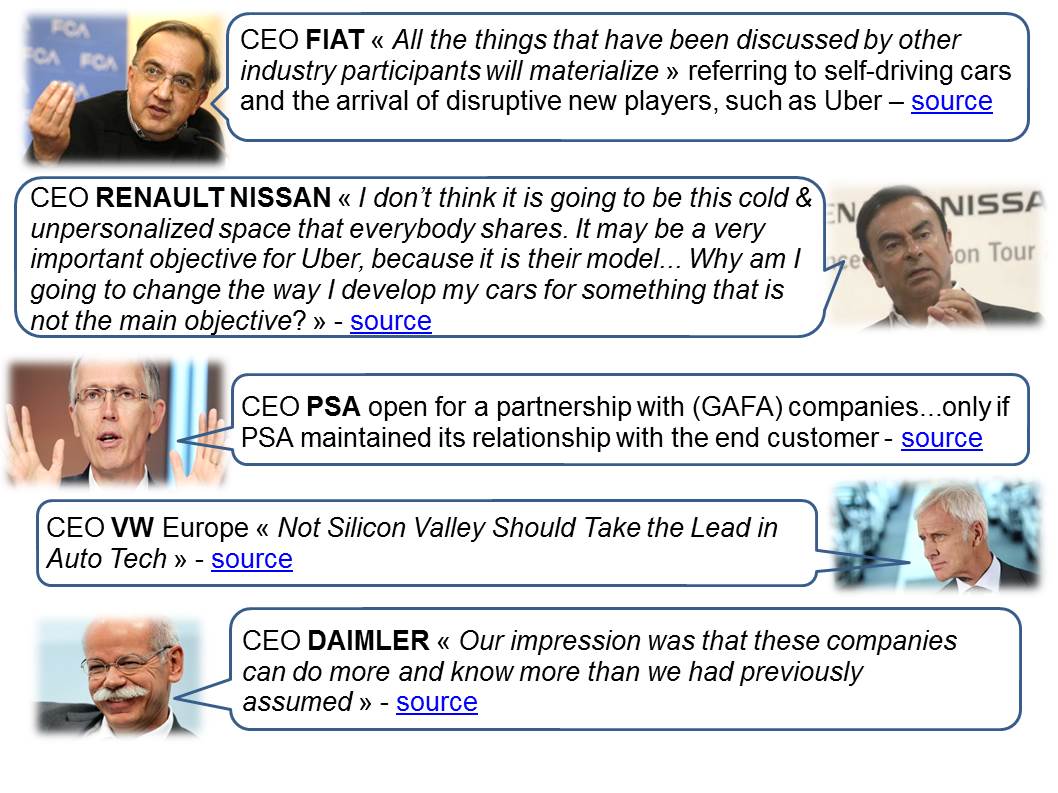 FCA
FCA
FCA
CEO FIAT « All the things that have been discussed by other
industry participants will materialize » referring to self-driving cars
and the arrival of disruptive new players, such as Uber – source
CEO RENAULT NISSAN « I don’t think it is going to be this cold &
unpersonalized space that everybody shares. It may be a very
important objective for Uber, because it is their model... Why am I
going to change the way I develop my cars for something that is
not the main objective? » - source
EN NISSA
nce on Tour
CEO PSA open for a partnership with (GAFA) companies...only if
PSA maintained its relationship with the end customer - source
CEO VW Europe « Not Silicon Valley Should Take the Lead in
Auto Tech » - source
CEO DAIMLER « Our impression was that these companies
can do more and know more than we had previously
assumed » - source